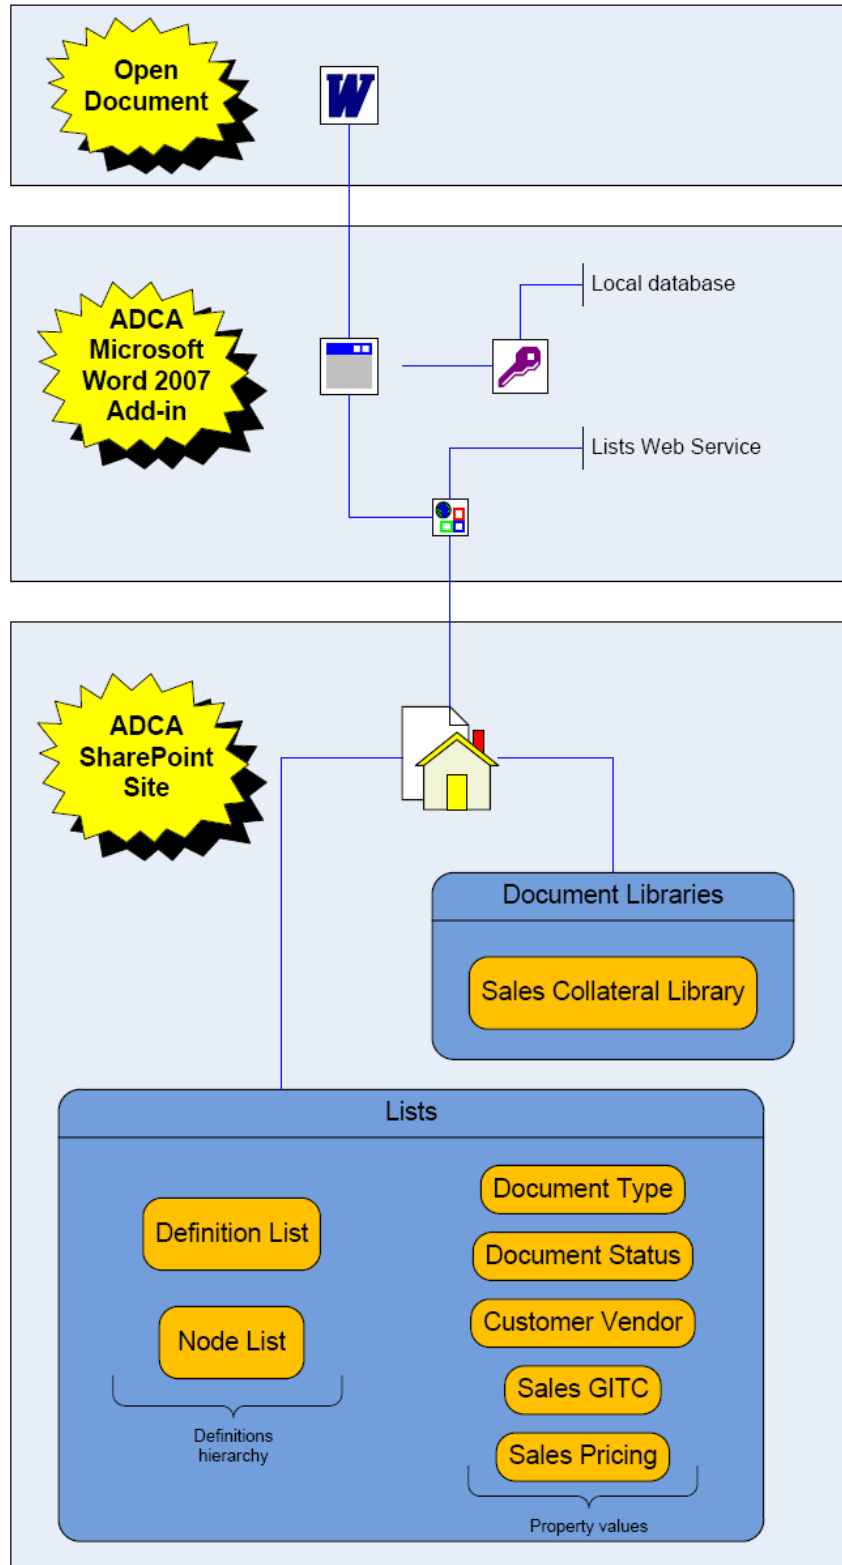 Open
Document
W
ADCA
Microsoft
Word 2007
Add-in
Local database
Lists Web Service
ADCA
SharePoint
Site
Document Libraries
Sales Collateral Library
Lists
Definition List
Node List
Definitions
hierarchy
Document Type
Document Status
Customer Vendor
Sales GITC
Sales Pricing
Property values